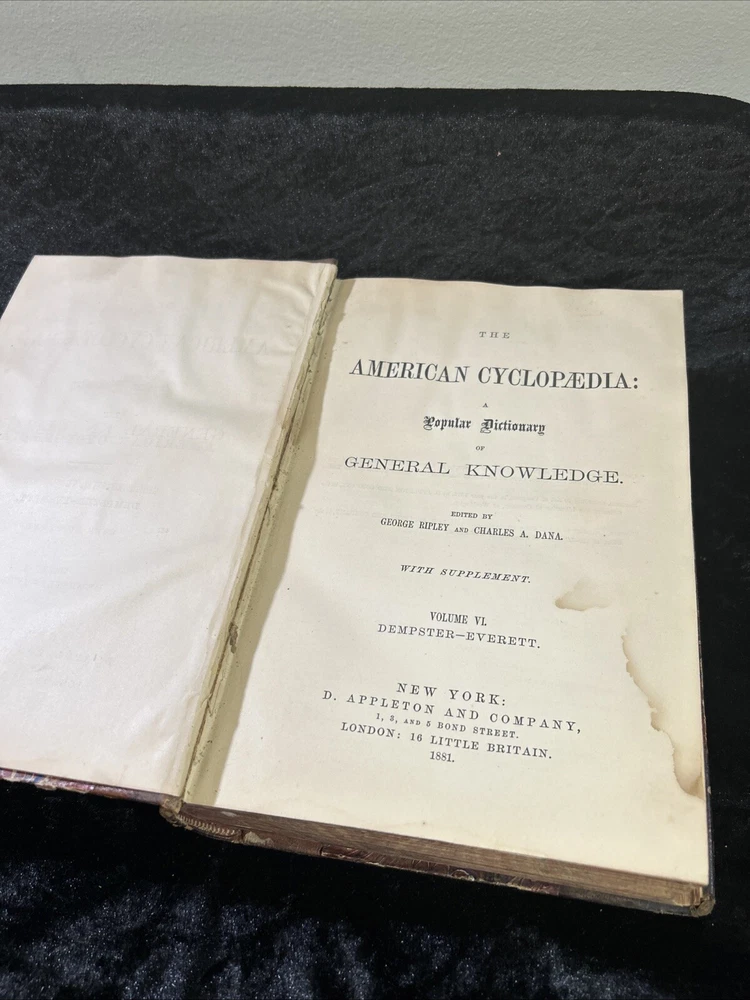 THE
AMERICAN CYCLOPÆDIA:
A
Popular Dictionary
OF
GENERAL KNOWLEDGE.
EDITED BY
GEORGE RIPLEY AND CHARLES A. DANA.
WITH SUPPLEMENT.
VOLUME VI.
DEMPSTER—EVERETT.
NEW YORK:
D. APPLETON AND COMPANY,
1, 3, AND 5 BOND STREET.
LONDON: 16 LITTLE BRITAIN.
1881.